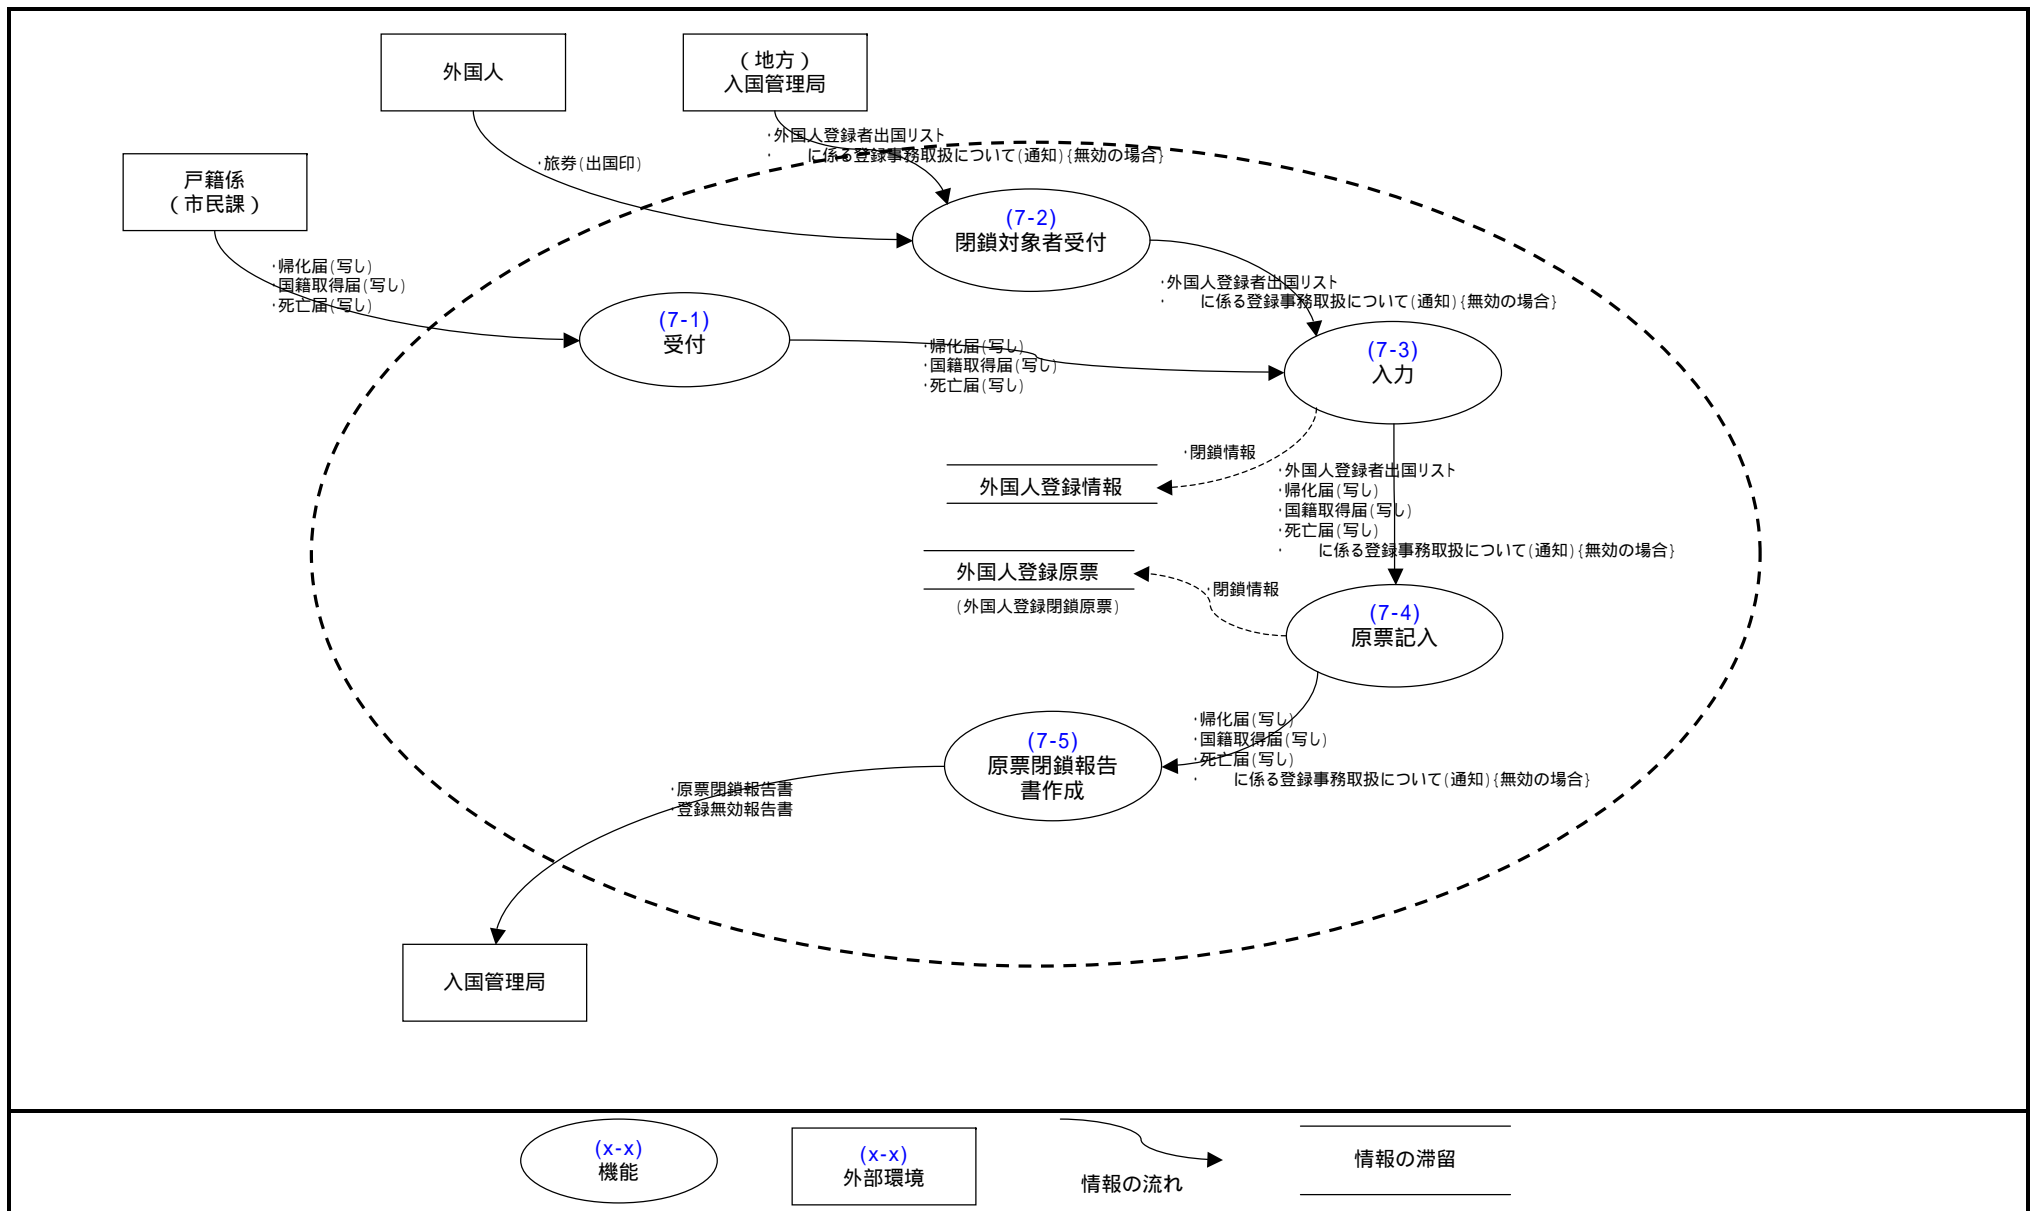 外国人
（地方）
入国管理局
戸籍係
（市民課）
・旅券(出国印)
・外国人登録者出国リスト
・　　に係る登録事務取扱について(通知){無効の場合}
・帰化届(写し)
・国籍取得届(写し)
・死亡届(写し)
(7-2)
閉鎖対象者受付
(7-1)
受付
・外国人登録者出国リスト
・　　に係る登録事務取扱について(通知){無効の場合}
・帰化届(写し)
・国籍取得届(写し)
・死亡届(写し)
(7-3)
入力
・閉鎖情報
外国人登録情報
・外国人登録者出国リスト
・帰化届(写し)
・国籍取得届(写し)
・死亡届(写し)
・　　に係る登録事務取扱について(通知){無効の場合}
外国人登録原票
(外国人登録閉鎖原票)
・閉鎖情報
(7-4)
原票記入
・帰化届(写し)
・国籍取得届(写し)
・死亡届(写し)
・　　に係る登録事務取扱について(通知){無効の場合}
(7-5)
原票閉鎖報告
書作成
・原票閉鎖報告書
・登録無効報告書
入国管理局
(x-x)
機能
(x-x)
外部環境
情報の流れ
情報の滞留